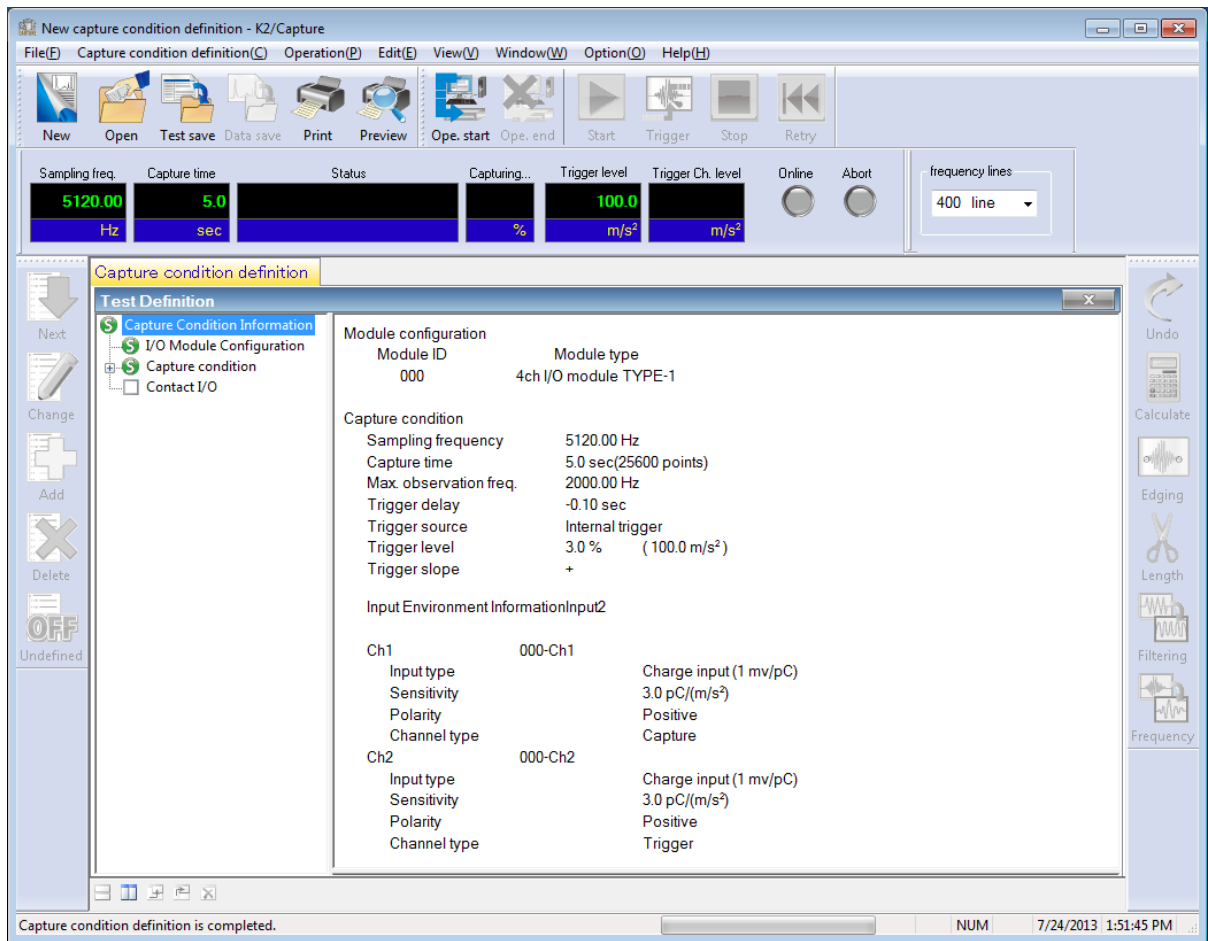 New capture condition definition - K2/Capture
File(F) Capture condition definition(C) Operation(P) Edit(E) View(V) Window(W) Option(O) Help(H)
New Open Test save Data save Print Preview Ope. start Ope. end Start Trigger Stop Retry
Sampling freq. Capture time Status Capturing... Trigger level Trigger Ch. level Online Abort frequency lines
5120.00 5.0 100.0 400 line
Hz sec % m/s² m/s²
Capture condition definition
Test Definition
Next
Change
Add
Delete
OFF
Undefined
Capture Condition Information
I/O Module Configuration
Capture condition
Contact I/O
Module configuration
Module ID Module type
000 4ch I/O module TYPE-1
Capture condition
Sampling frequency 5120.00 Hz
Capture time 5.0 sec(25600 points)
Max. observation freq. 2000.00 Hz
Trigger delay -0.10 sec
Trigger source Internal trigger
Trigger level 3.0 % ( 100.0 m/s² )
Trigger slope +
Input Environment InformationInput2
Ch1 000-Ch1
Input type Charge input (1 mv/pC)
Sensitivity 3.0 pC/(m/s²)
Polarity Positive
Channel type Capture
Ch2 000-Ch2
Input type Charge input (1 mv/pC)
Sensitivity 3.0 pC/(m/s²)
Polarity Positive
Channel type Trigger
Undo
Calculate
Edging
Length
Filtering
Frequency
Capture condition definition is completed. NUM 7/24/2013 1:51:45 PM